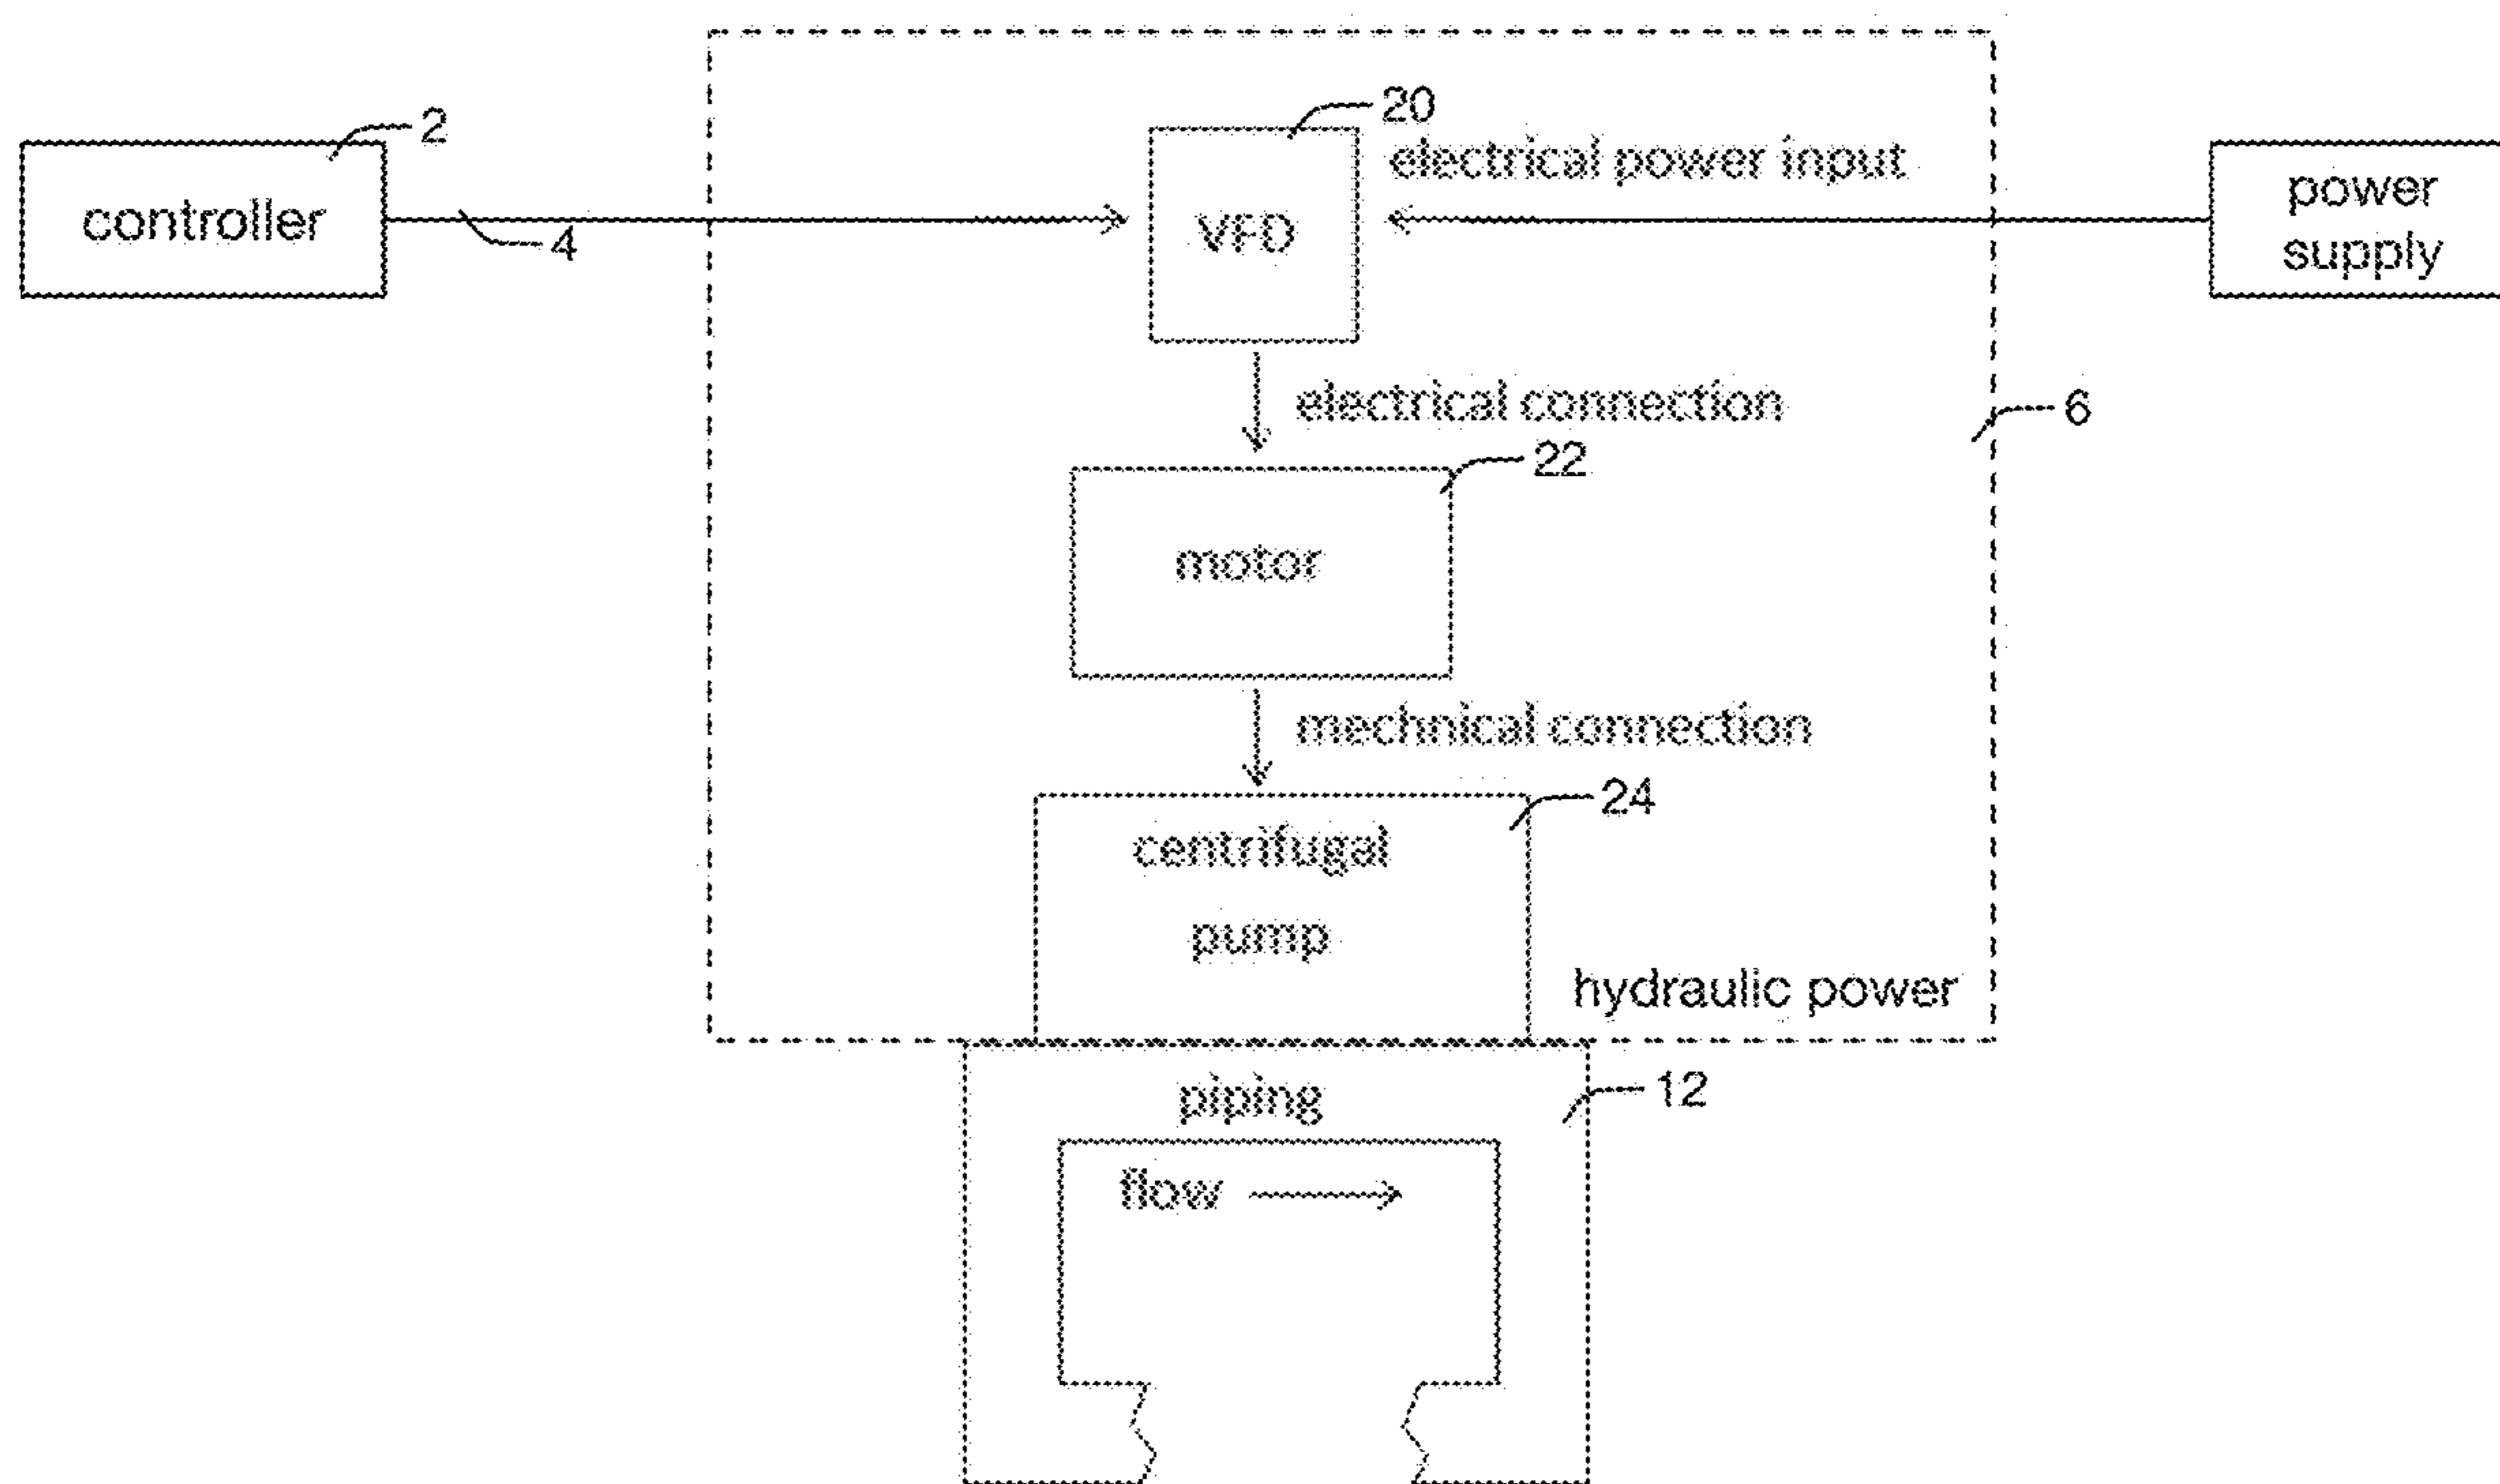 2
controller
4
20
VFD
electrical power input
power
supply
electrical connection
6
22
motor
mechnical connection
24
centrifugal
pump
hydraulic power
piping
12
flow